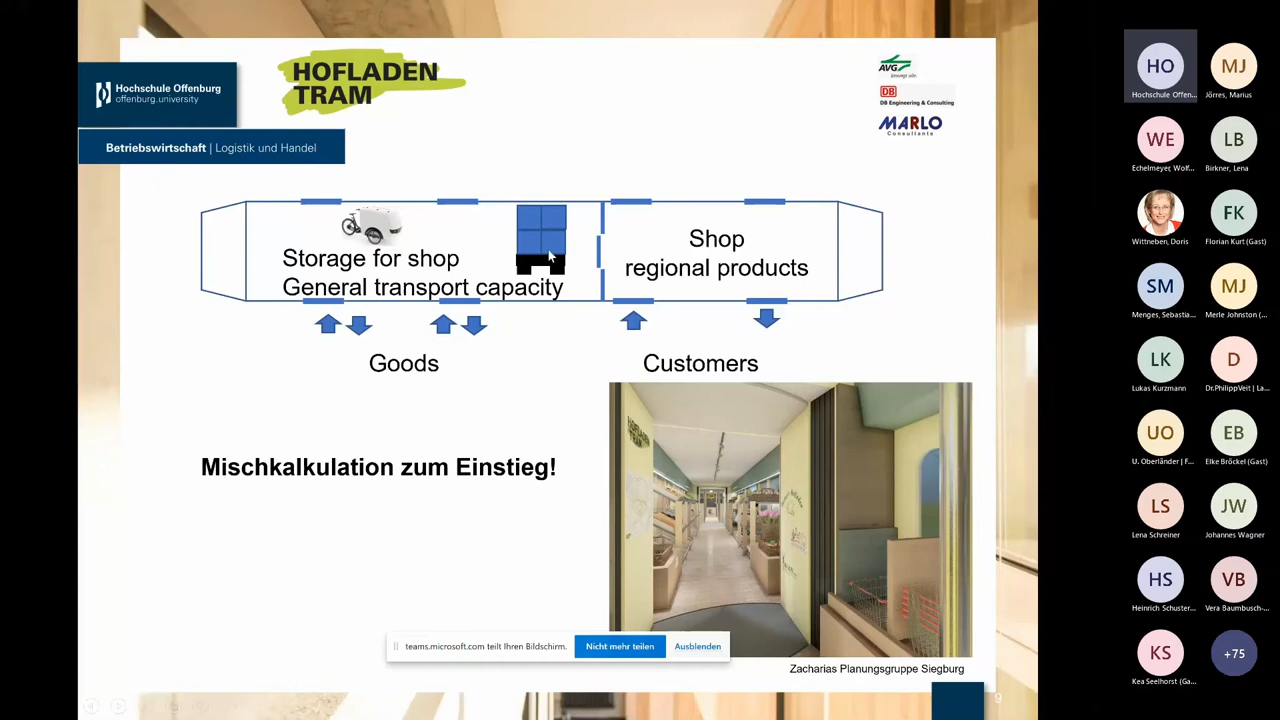 Hochschule Offenburg
offenburg.university
HOFLADEN
TRAM
AVG
bewegt alle.
DB
DB Engineering & Consulting
MARLO
Consultants
Betriebswirtschaft | Logistik und Handel
Storage for shop
General transport capacity
Shop
regional products
Goods
Customers
Mischkalkulation zum Einstieg!
HOFLADEN
TRAM
teams.microsoft.com teilt Ihren Bildschirm.
Nicht mehr teilen
Ausblenden
Zacharias Planungsgruppe Siegburg
9
HO
Hochschule Offen...
MJ
Jörres, Marius
WE
Echelmeyer, Wolf...
LB
Birkner, Lena
Wittneben, Doris
FK
Florian Kurt (Gast)
SM
Menges, Sebastia...
MJ
Merle Johnston (...
LK
Lukas Kurzmann
D
Dr.PhilippVeit | La...
UO
U. Oberländer | F...
EB
Elke Bröckel (Gast)
LS
Lena Schreiner
JW
Johannes Wagner
HS
Heinrich Schuster...
VB
Vera Baumbusch-...
KS
Kea Seelhorst (Ga...
+75